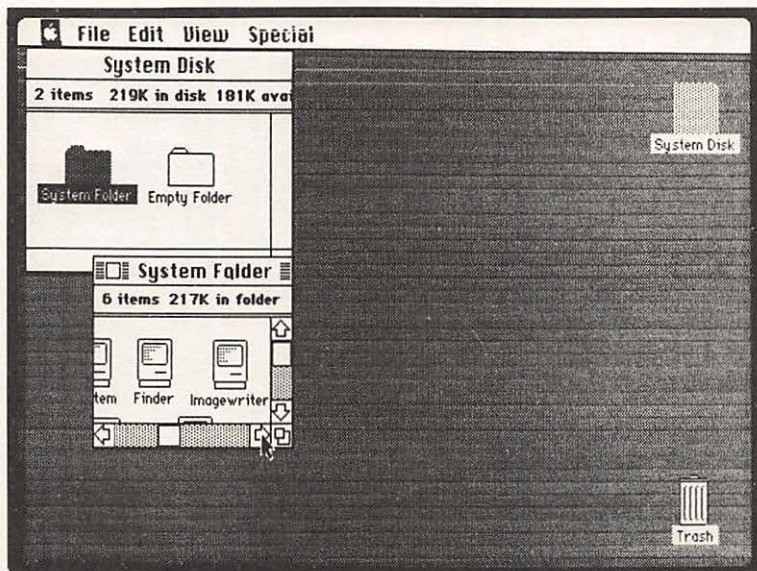 File Edit View Special
System Disk
2 items 219K in disk 181K avai
System Disk
System Folder Empty Folder
System Folder
6 items 217K in folder
tem Finder Imagewriter
Trash